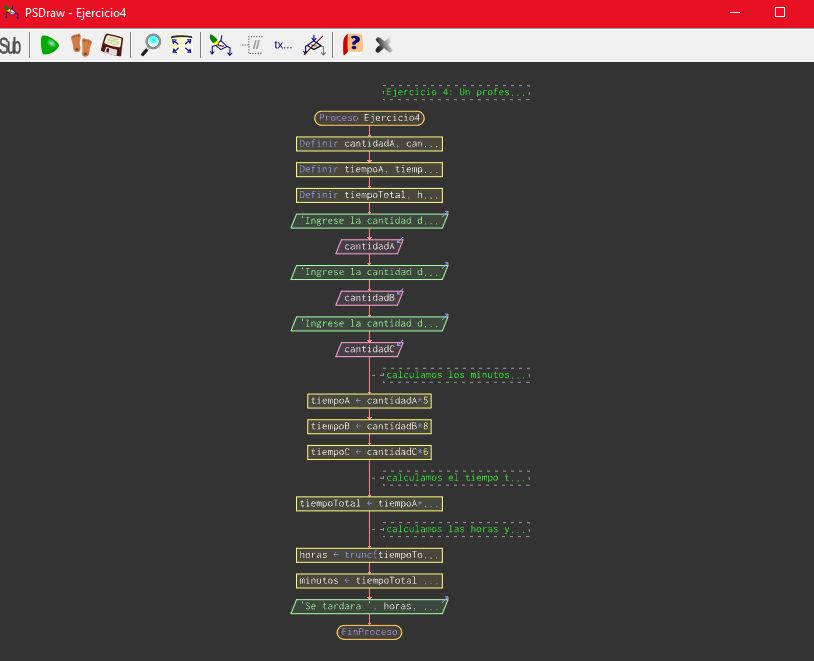 PSDraw - Ejercicio4
Sub
tx...
Ejercicio 4: Un profes...
Proceso Ejercicio4
Definir cantidadA, can...
Definir tiempoA, tiemp...
Definir tiempoTotal, h...
'Ingrese la cantidad d...
cantidadA
'Ingrese la cantidad d...
cantidadB
'Ingrese la cantidad d...
cantidadC
calculamos los minutos...
tiempoA ← cantidadA*5
tiempoB ← cantidadB*8
tiempoC ← cantidadC*6
calculamos el tiempo t...
tiempoTotal ← tiempoA+...
calculamos las horas y...
horas ← trunc(tiempoTo...
minutos ← tiempoTotal ...
'Se tardara ', horas, ...
FinProceso